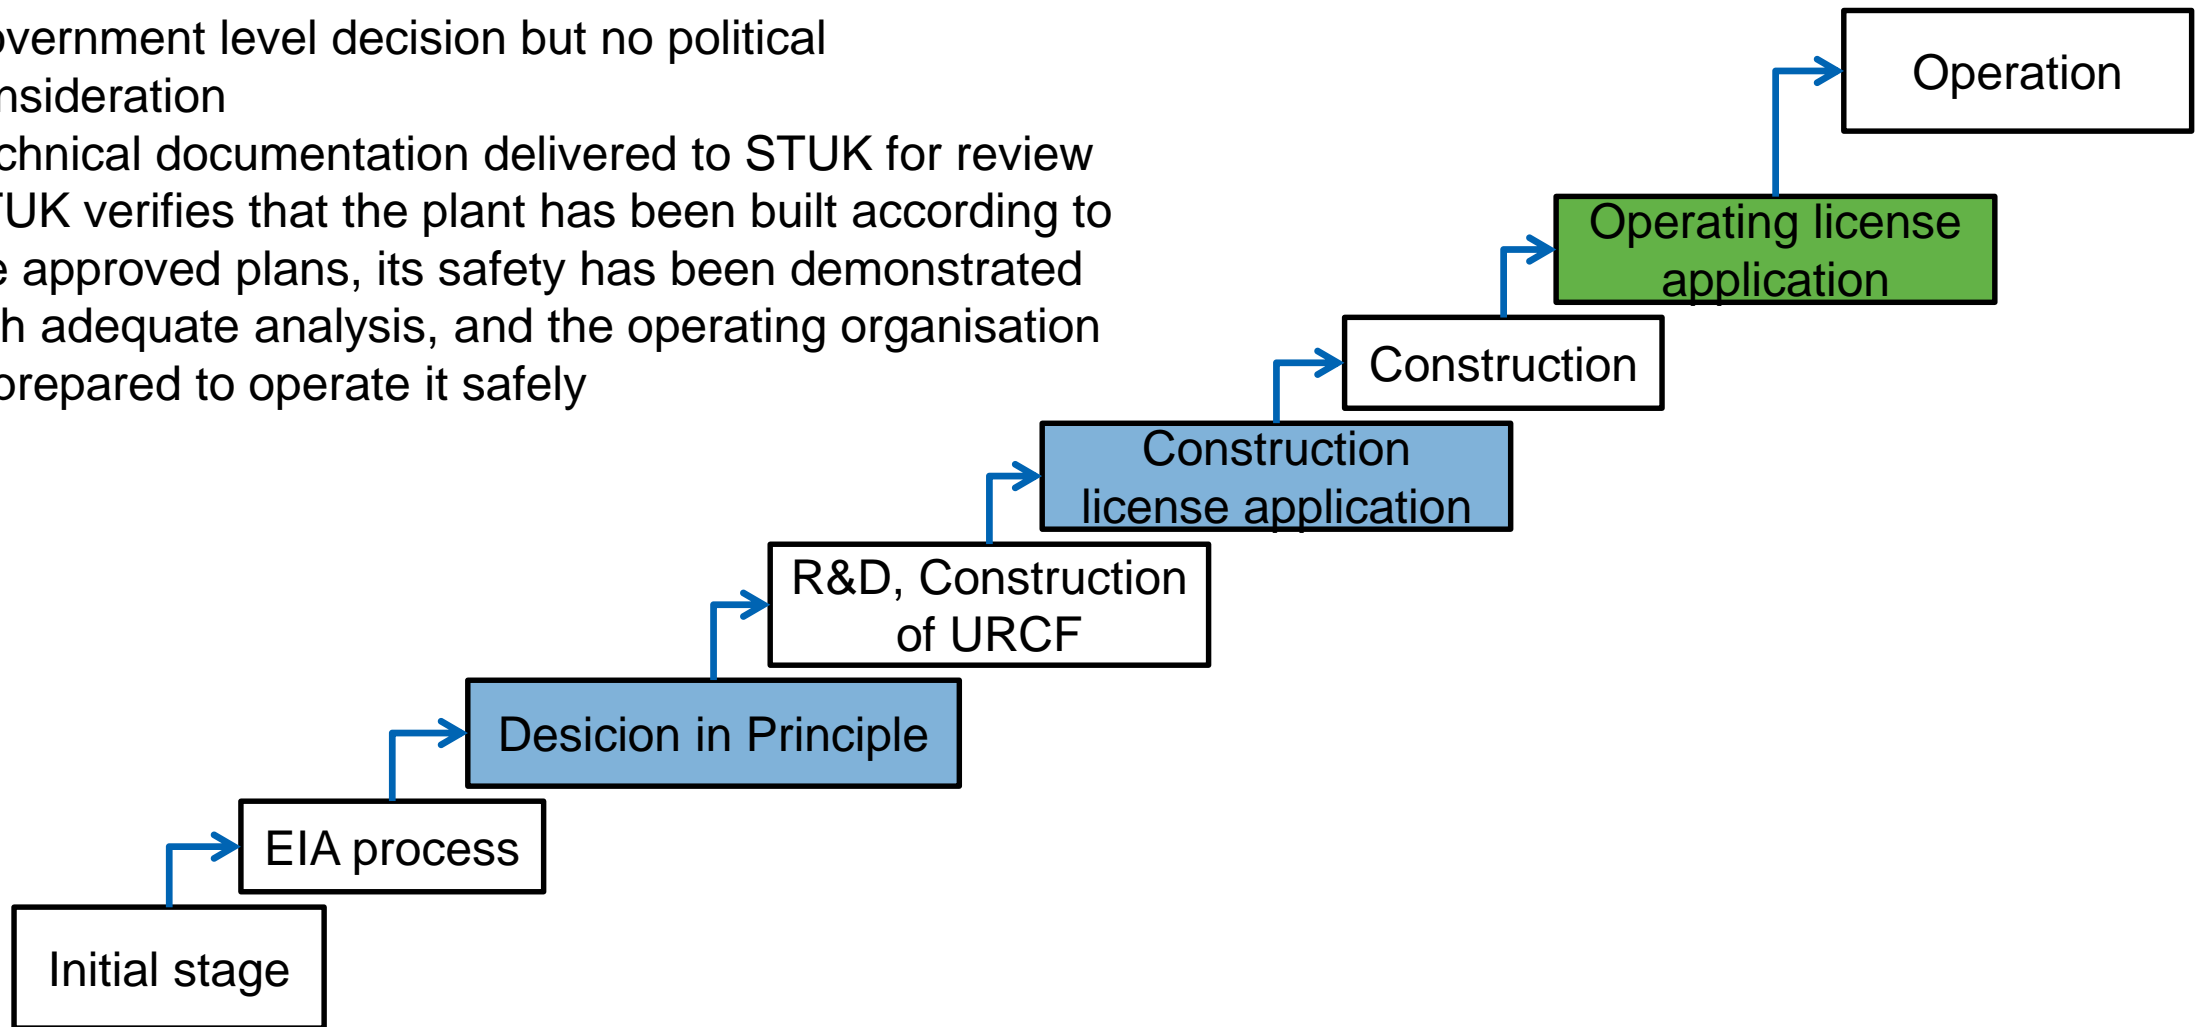 overnment level decision but no political
nsideration
chnical documentation delivered to STUK for review
TUK verifies that the plant has been built according to
e approved plans, its safety has been demonstrated
h adequate analysis, and the operating organisation
prepared to operate it safely
Operation
Operating license
application
Construction
Construction
license application
R&D, Construction
of URCF
Desicion in Principle
EIA process
Initial stage